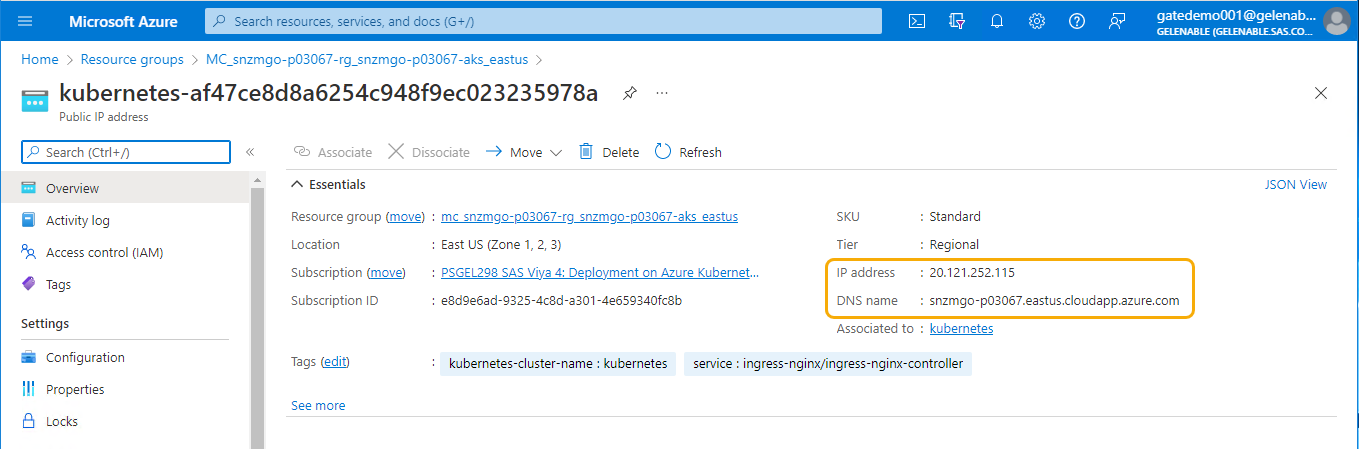 Microsoft Azure
Search resources, services, and docs (G+/)
gatedemo001@gelenab...
GELENABLE (GELENABLE.SAS.CO...
Home > Resource groups > MC_snzmgo-p03067-rg_snzmgo-p03067-aks_eastus >
kubernetes-af47ce8d8a6254c948f9ec023235978a
...
Public IP address
Search (Ctrl+/)
«
Associate Dissociate Move Delete Refresh
Overview
Activity log
Access control (IAM)
Tags
Settings
Configuration
Properties
Locks
Essentials
JSON View
Resource group (move) : mc_snzmgo-p03067-rg_snzmgo-p03067-aks_eastus
Location : East US (Zone 1, 2, 3)
Subscription (move) : PSGEL298 SAS Viya 4: Deployment on Azure Kubernet...
Subscription ID : e8d9e6ad-9325-4c8d-a301-4e659340fc8b
SKU : Standard
Tier : Regional
IP address : 20.121.252.115
DNS name : snzmgo-p03067.eastus.cloudapp.azure.com
Associated to : kubernetes
Tags (edit) : kubernetes-cluster-name : kubernetes service : ingress-nginx/ingress-nginx-controller
See more